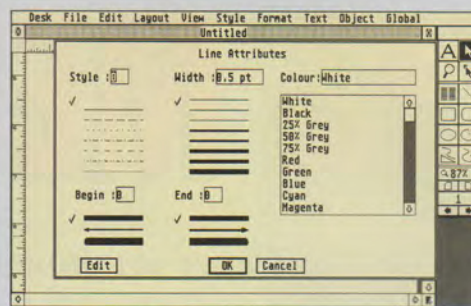 Desk File Edit Layout View Style Format Text Object Global
Untitled
Line Attributes
Style : Width :0.5 pt Colour:White
White
Black
25% Grey
50% Grey
75% Grey
Red
Green
Blue
Cyan
Magenta
Begin :0 End :0
Edit OK Cancel
A
87%
1